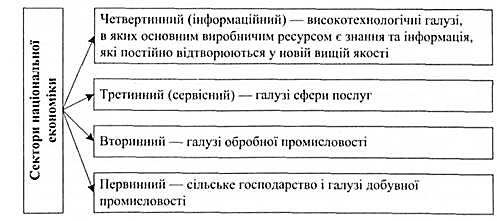 Сектори національної
економіки
Четвертинний (інформаційний) — високотехнологічні галузі,
в яких основним виробничим ресурсом є знання та інформація,
які постійно відтворюються у новій вищій якості
Третинний (сервісний) — галузі сфери послуг
Вторинний — галузі обробної промисловості
Первинний — сільське господарство і галузі добувної
промисловості